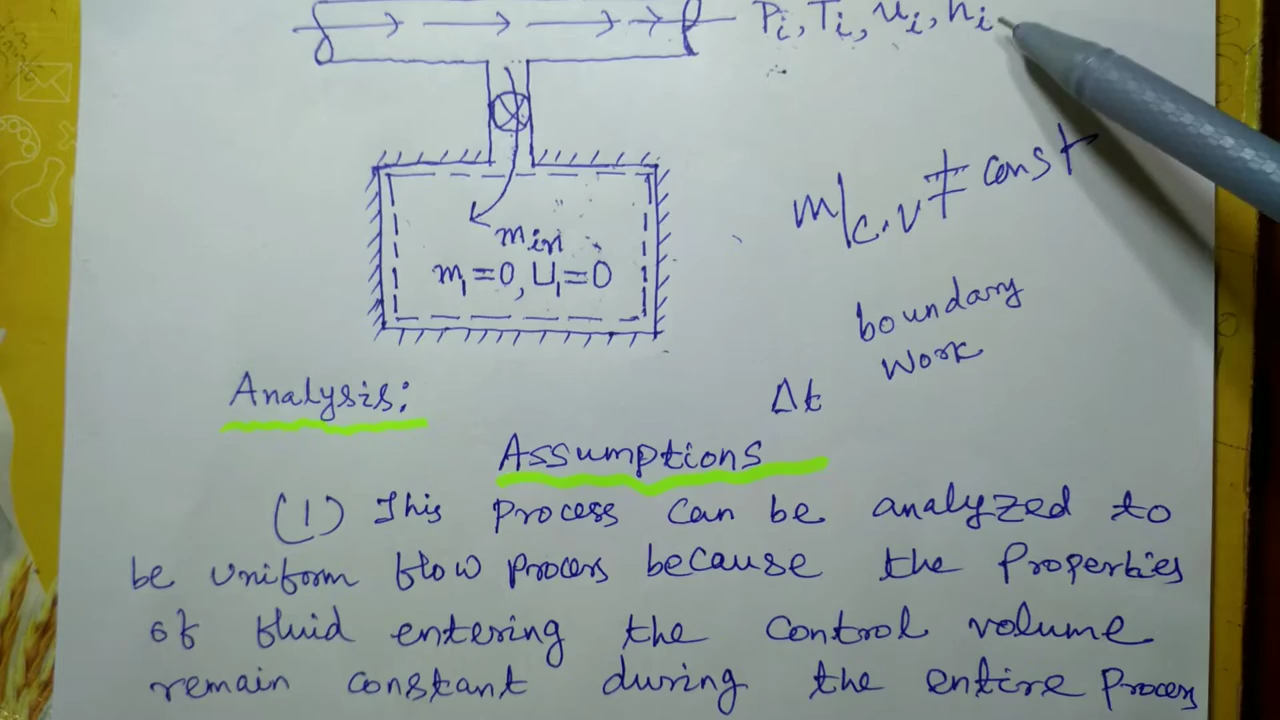 Pi, Ti, ui, hi
m/c.v ≠ const
min
m1=0, U1=0
boundary
work
Analysis:
Δt
Assumptions
(1) This process can be analyzed to
be uniform flow process because the properties
of fluid entering the control volume
remain constant during the entire process